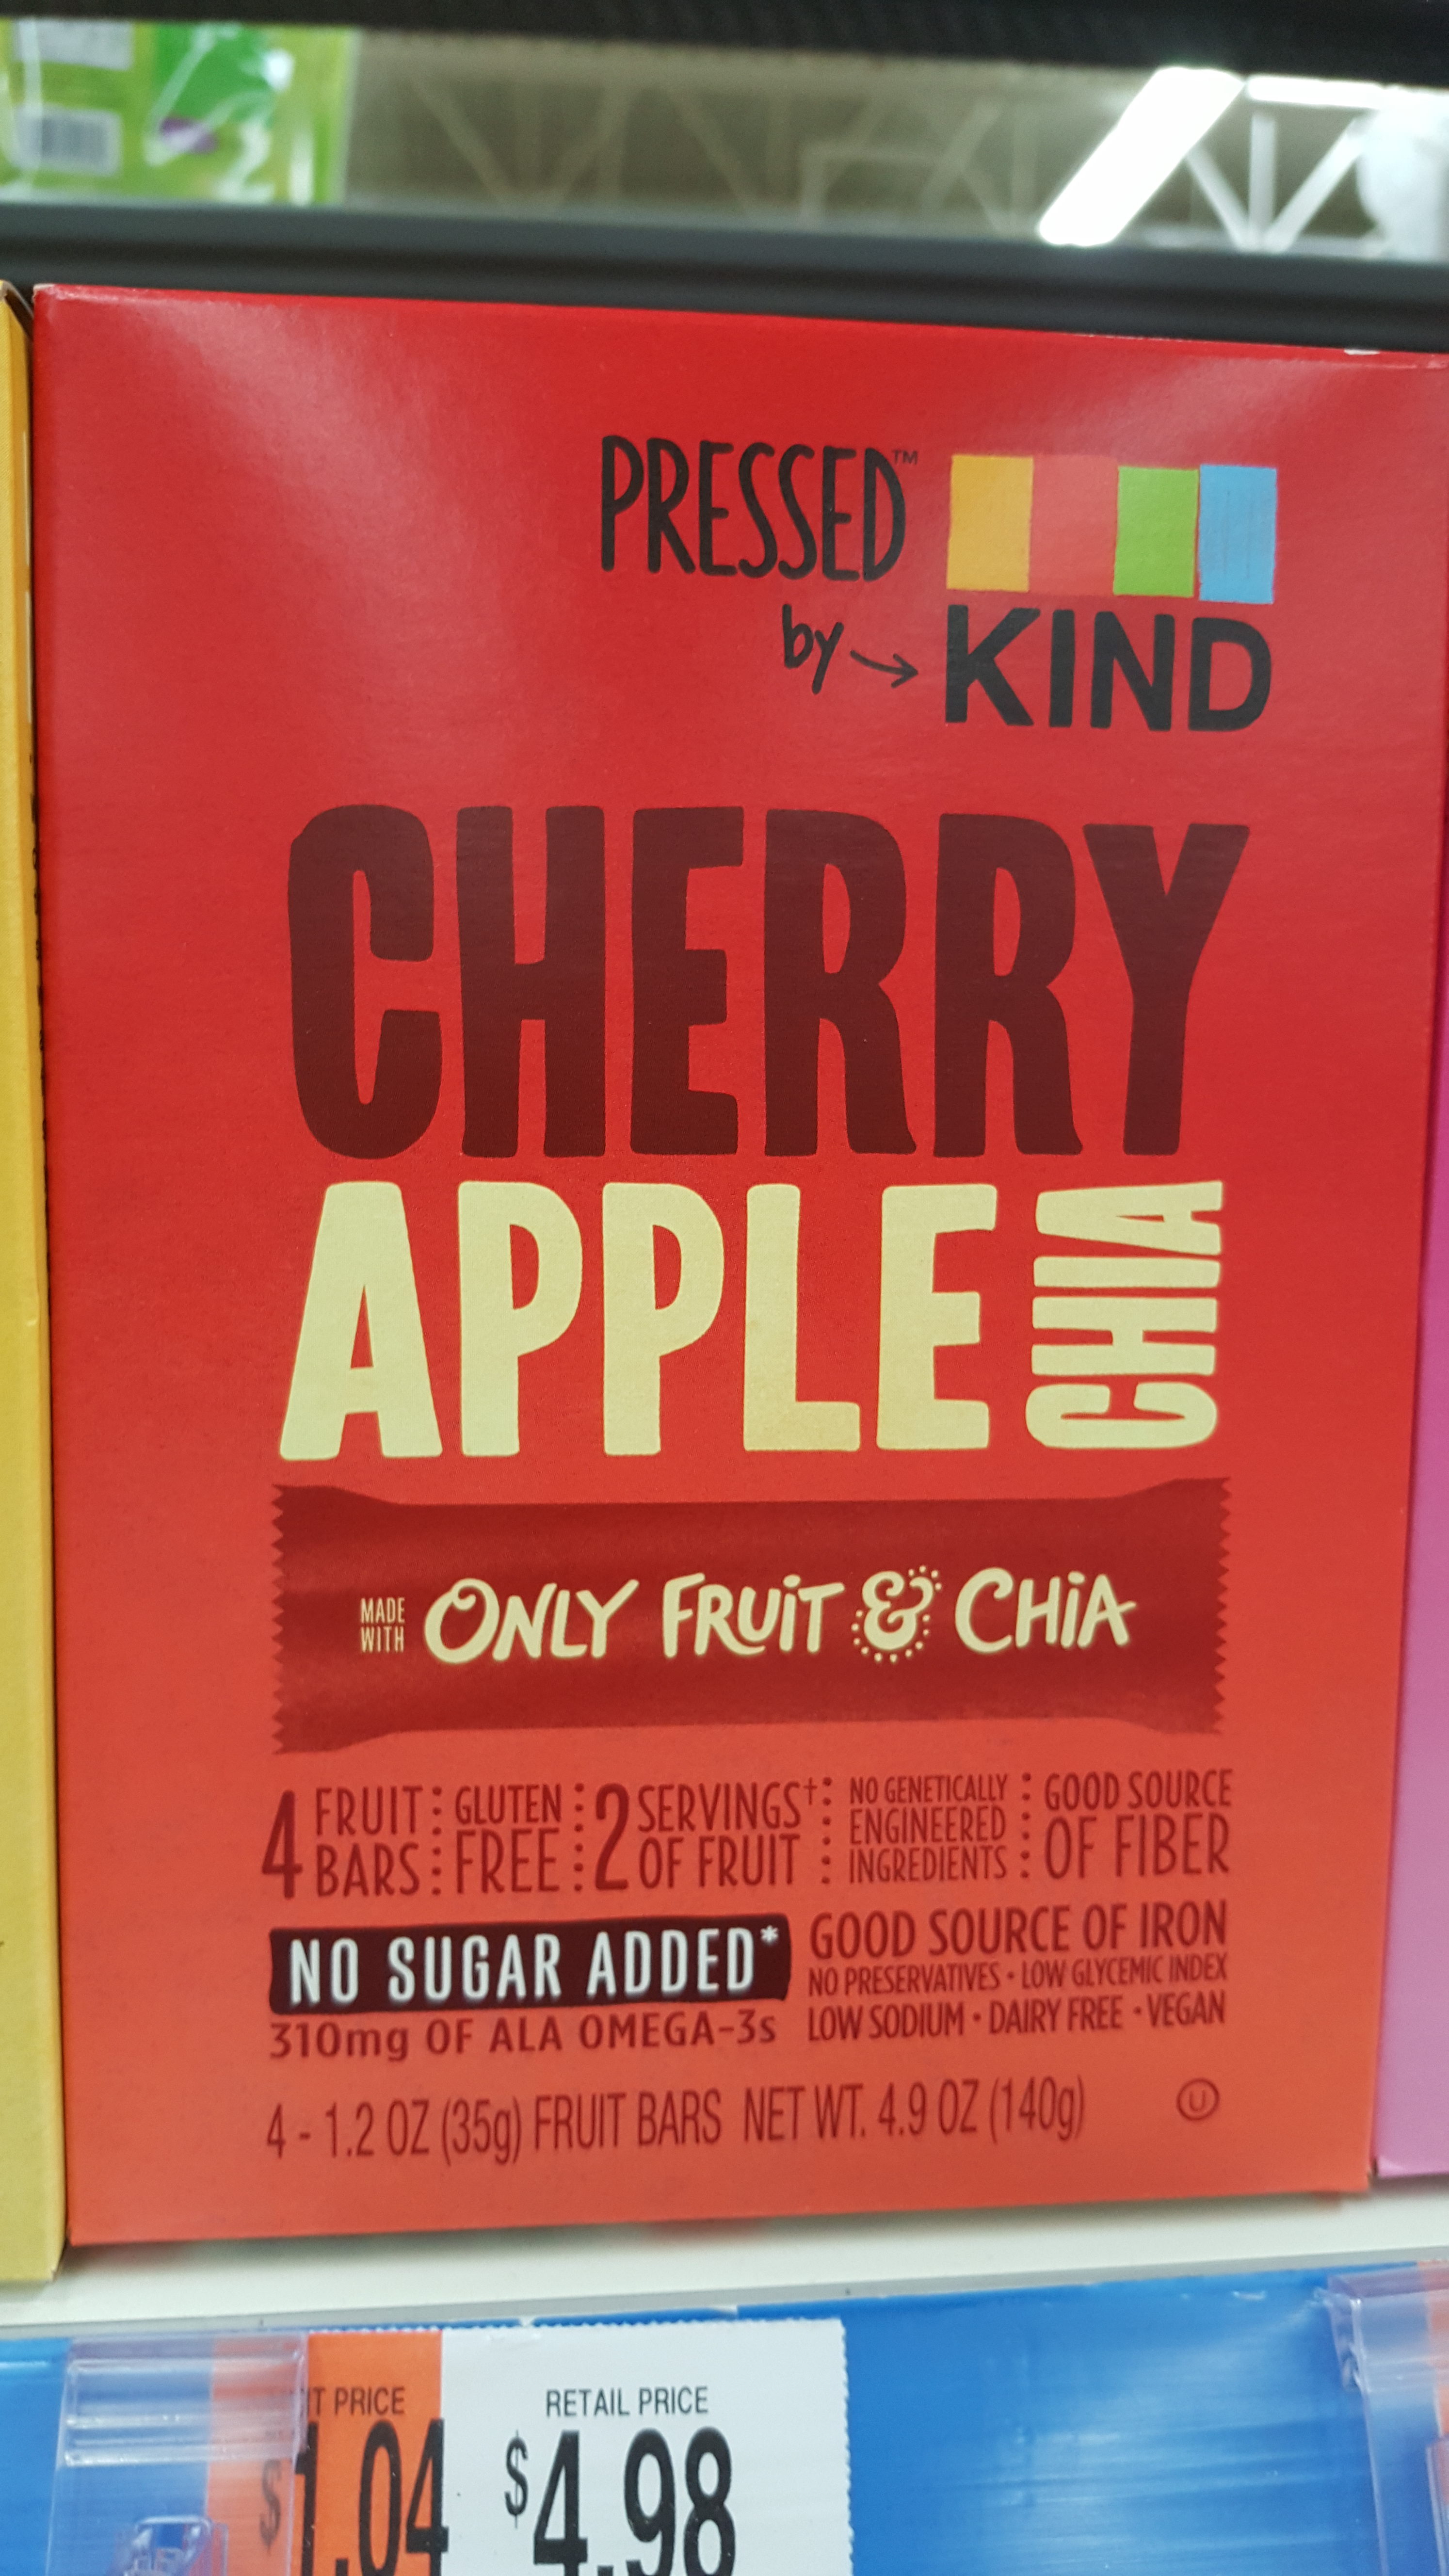 PRESSED™
by → KIND
CHERRY
APPLE CHIA
MADE WITH ONLY FRUIT & CHIA
4 FRUIT BARS
GLUTEN FREE
2 SERVINGS† OF FRUIT
NO GENETICALLY ENGINEERED INGREDIENTS
GOOD SOURCE OF FIBER
NO SUGAR ADDED*
310mg OF ALA OMEGA-3s
GOOD SOURCE OF IRON
NO PRESERVATIVES • LOW GLYCEMIC INDEX
LOW SODIUM • DAIRY FREE • VEGAN
4 - 1.2 OZ (35g) FRUIT BARS NET WT. 4.9 OZ (140g)
U
PRICE
$1.04
RETAIL PRICE
$4.98